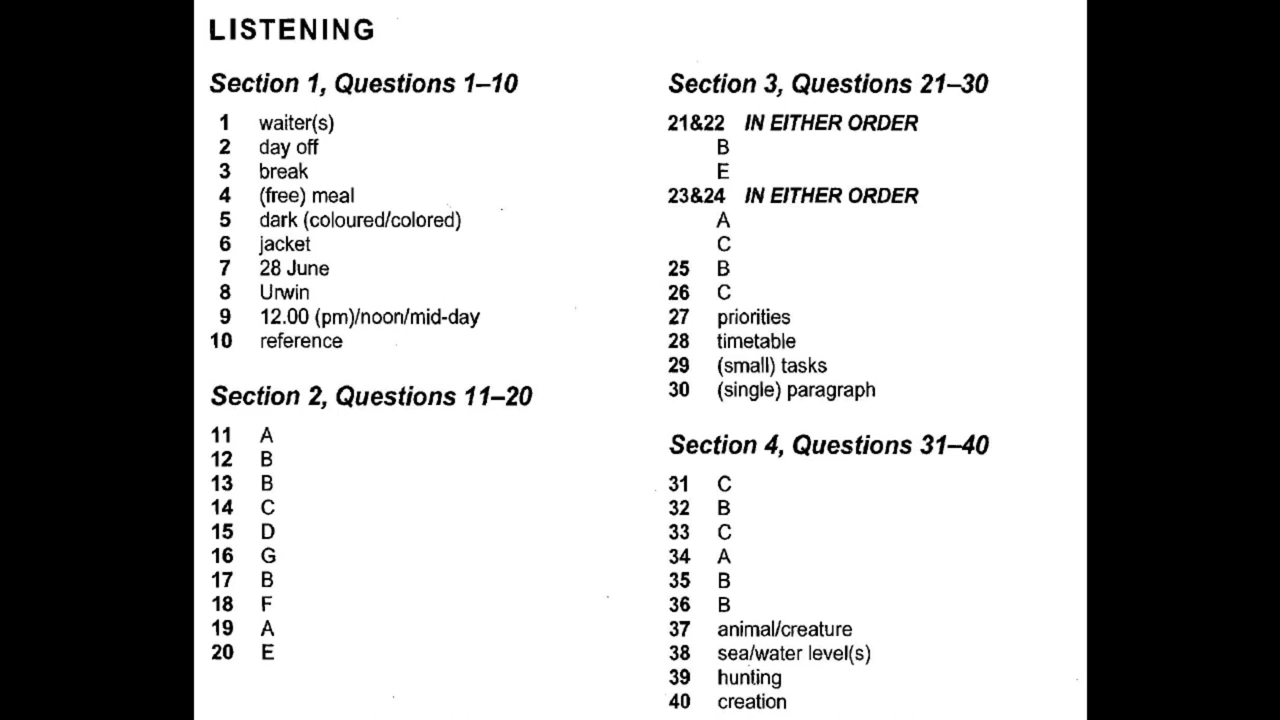 LISTENING
Section 1, Questions 1–10
1 waiter(s)
2 day off
3 break
4 (free) meal
5 dark (coloured/colored)
6 jacket
7 28 June
8 Urwin
9 12.00 (pm)/noon/mid-day
10 reference
Section 2, Questions 11–20
11 A
12 B
13 B
14 C
15 D
16 G
17 B
18 F
19 A
20 E
Section 3, Questions 21–30
21&22 IN EITHER ORDER
B
E
23&24 IN EITHER ORDER
A
C
25 B
26 C
27 priorities
28 timetable
29 (small) tasks
30 (single) paragraph
Section 4, Questions 31–40
31 C
32 B
33 C
34 A
35 B
36 B
37 animal/creature
38 sea/water level(s)
39 hunting
40 creation